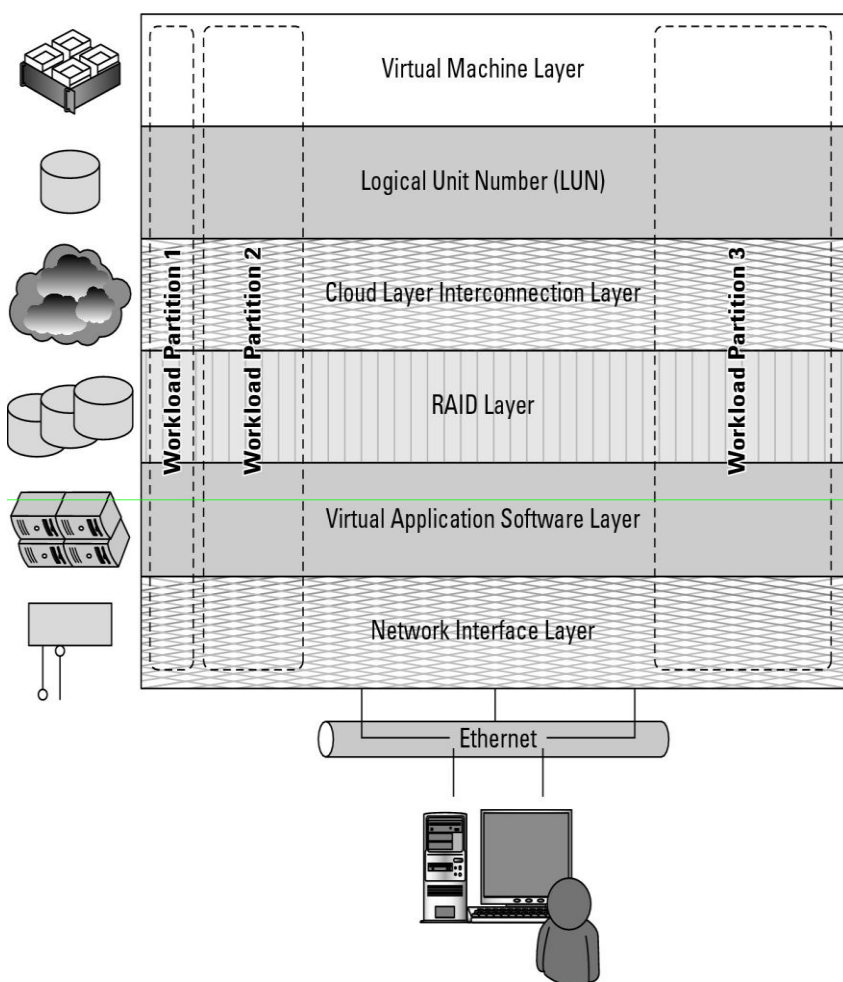 Virtual Machine Layer
Logical Unit Number (LUN)
Cloud Layer Interconnection Layer
RAID Layer
Virtual Application Software Layer
Network Interface Layer
Workload Partition 1
Workload Partition 2
Workload Partition 3
Ethernet